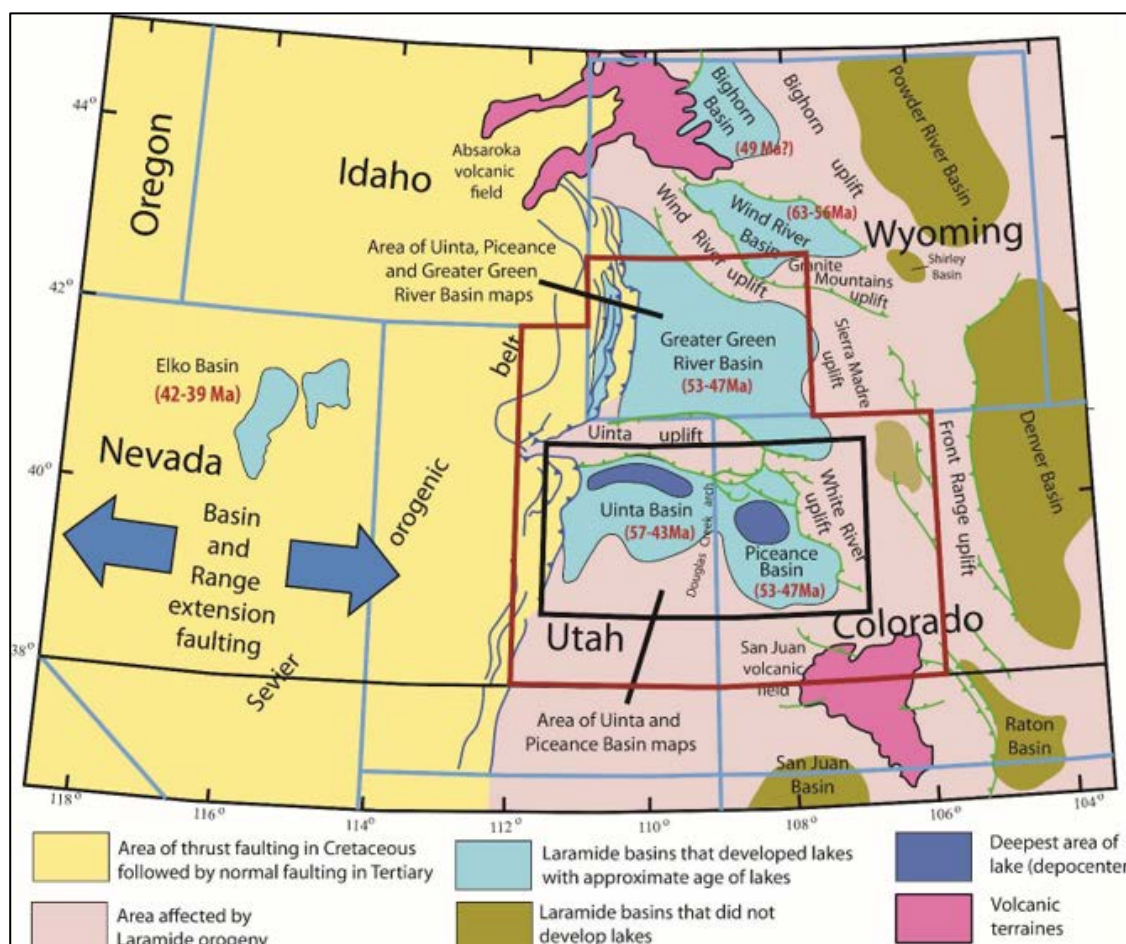 44°
42°
40°
38°
118°
116°
114°
112°
110°
108°
106°
104°
Oregon
Idaho
Absaroka
volcanic
field
Bighorn
Basin
(49 Ma?)
Bighorn
uplift
Powder River Basin
Wyoming
Wind River
Basin
(63-56Ma)
Wind River uplift
Shirley
Basin
Granite
Mountains
uplift
Area of Uinta, Piceance
and Greater Green
River Basin maps
Greater Green
River Basin
(53-47Ma)
Sierra Madre
uplift
Elko Basin
(42-39 Ma)
Nevada
Basin
and
Range
extension
faulting
Sevier
orogenic
belt
Uinta uplift
Uinta Basin
(57-43Ma)
Douglas Creek arch
White River
uplift
Piceance
Basin
(53-47Ma)
Front Range uplift
Denver Basin
Utah
Colorado
San Juan
volcanic
field
Area of Uinta and
Piceance Basin maps
San Juan
Basin
Raton
Basin
Area of thrust faulting in Cretaceous
followed by normal faulting in Tertiary
Area affected by
Laramide orogeny
Laramide basins that developed lakes
with approximate age of lakes
Laramide basins that did not
develop lakes
Deepest area of
lake (depocenter
Volcanic
terraines